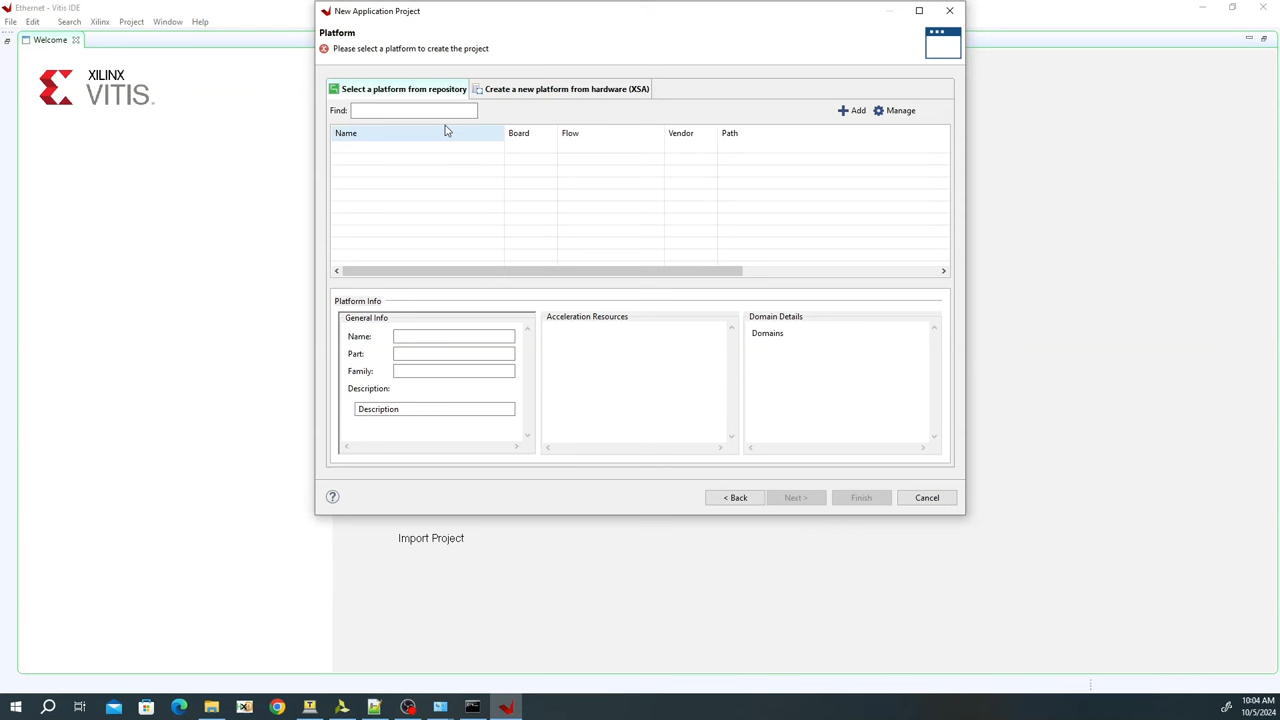 Ethernet - Vitis IDE
File Edit Search Xilinx Project Window Help
Welcome
XILINX
VITIS.
New Application Project
Platform
Please select a platform to create the project
Select a platform from repository
Create a new platform from hardware (XSA)
Find:
Add
Manage
Name Board Flow Vendor Path
Platform Info
General Info
Name:
Part:
Family:
Description:
Description
Acceleration Resources
Domain Details
Domains
< Back
Next >
Finish
Cancel
Import Project
10:04 AM
10/5/2024